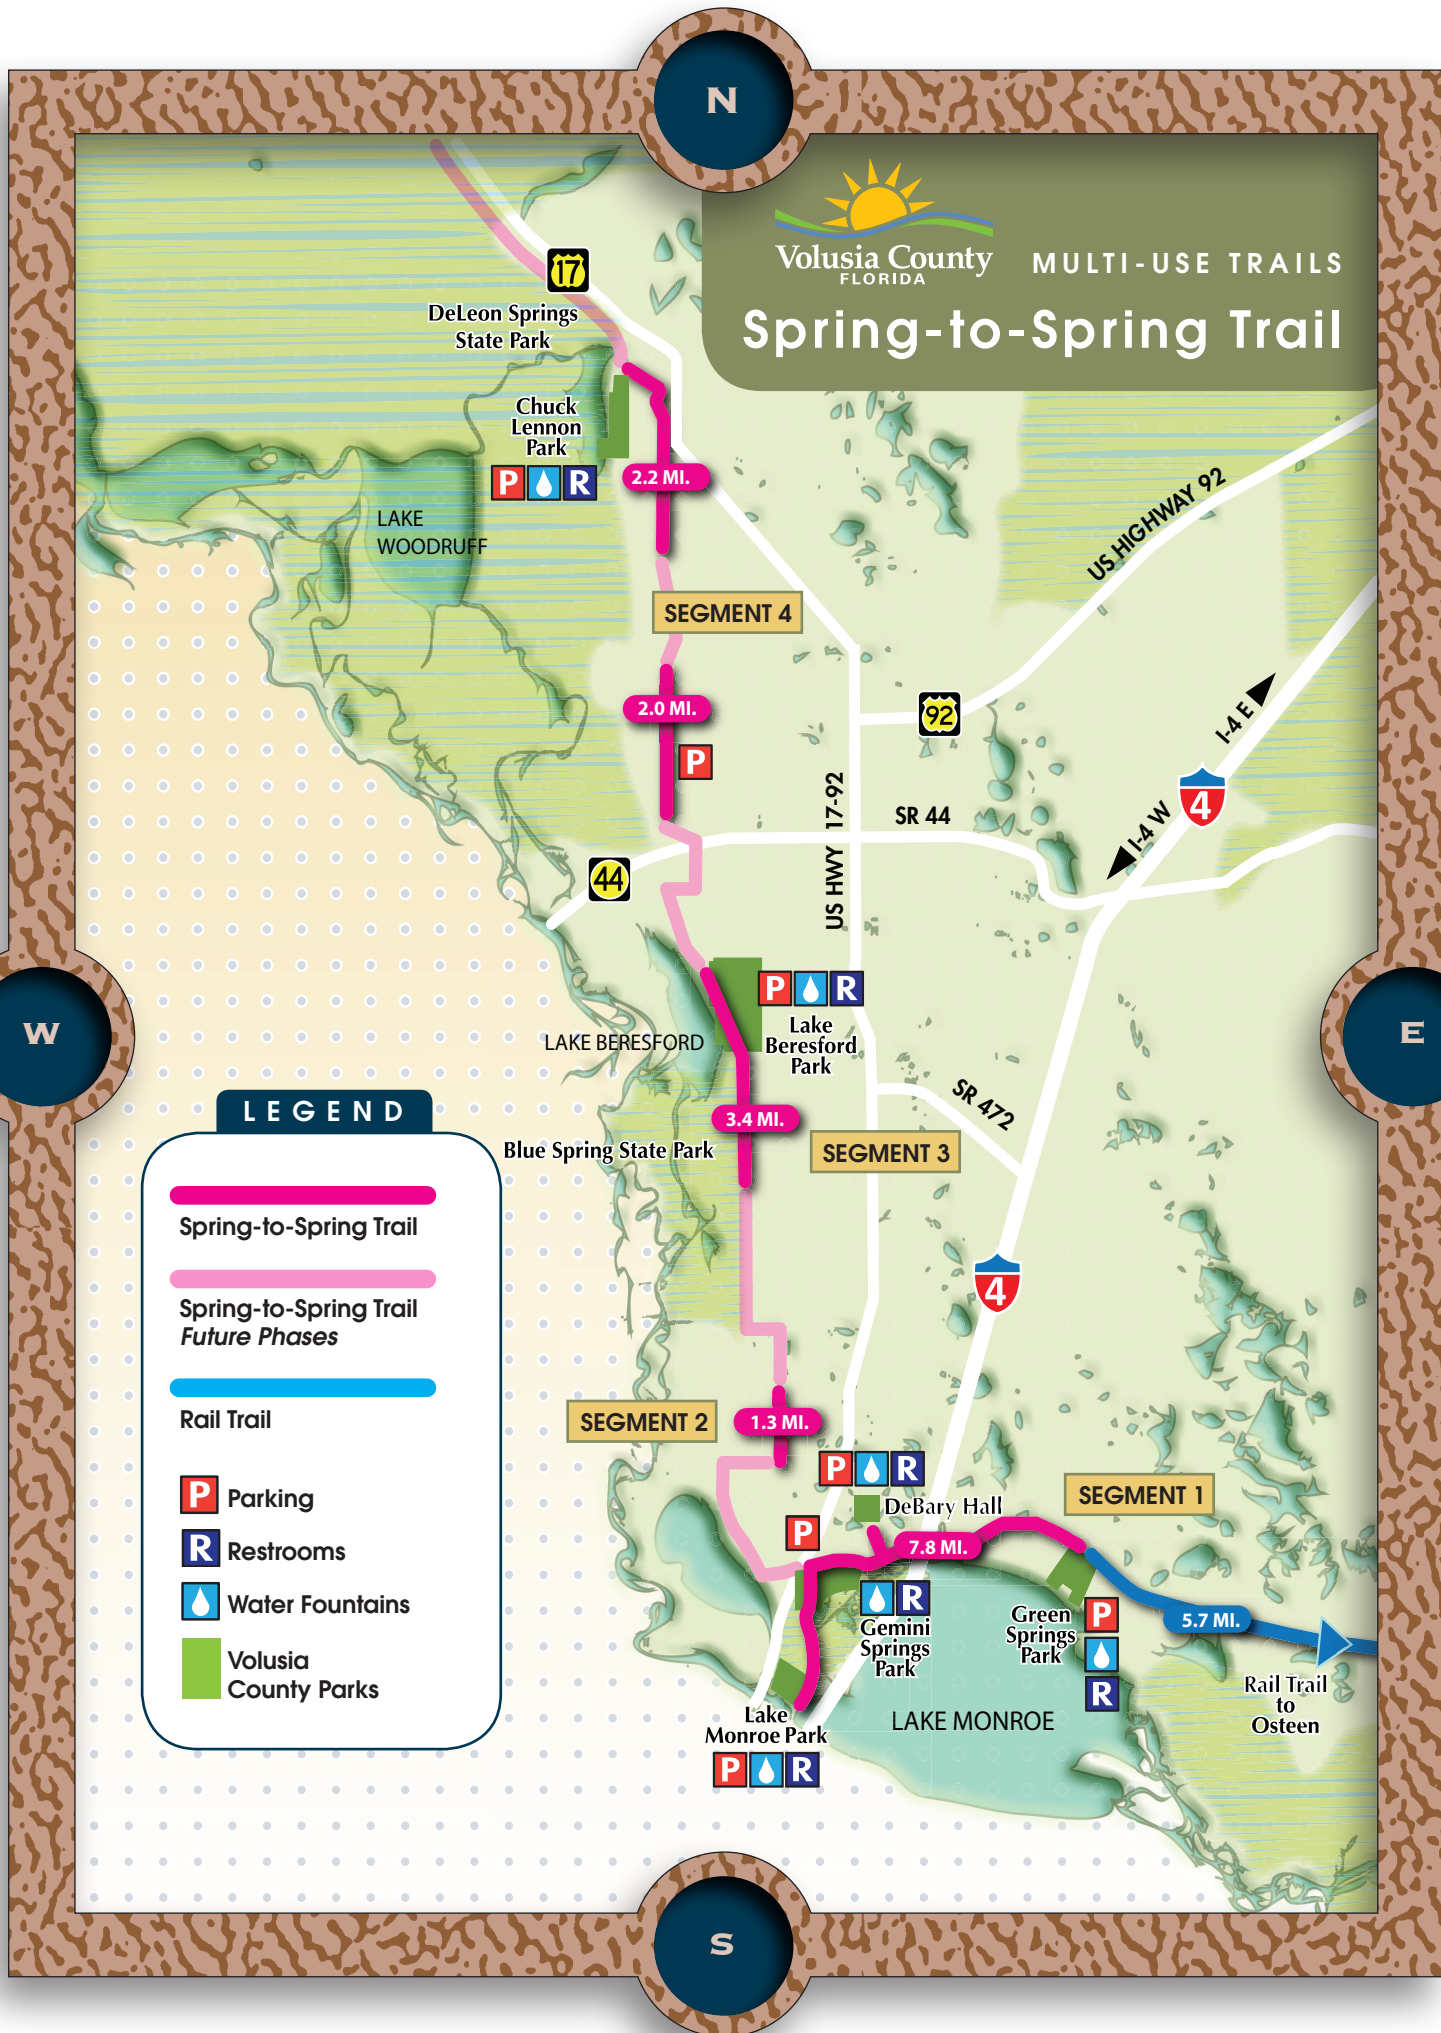 N
Volusia County
FLORIDA
MULTI-USE TRAILS
Spring-to-Spring Trail
17
DeLeon Springs
State Park
Chuck
Lennon
Park
P R
2.2 MI.
LAKE
WOODRUFF
US HIGHWAY 92
SEGMENT 4
2.0 MI.
P
92
I-4 E
4
I-4 W
US HWY 17-92
SR 44
44
W
E
P R
Lake
Beresford
Park
LAKE BERESFORD
SR 472
3.4 MI.
Blue Spring State Park
SEGMENT 3
4
LEGEND
Spring-to-Spring Trail
Spring-to-Spring Trail
Future Phases
Rail Trail
P Parking
R Restrooms
Water Fountains
Volusia
County Parks
SEGMENT 2
1.3 MI.
P R
DeBary Hall
SEGMENT 1
P
7.8 MI.
R
Gemini
Springs
Park
Green
Springs
Park
P
R
5.7 MI.
Rail Trail
to
Osteen
LAKE MONROE
Lake
Monroe Park
P R
S